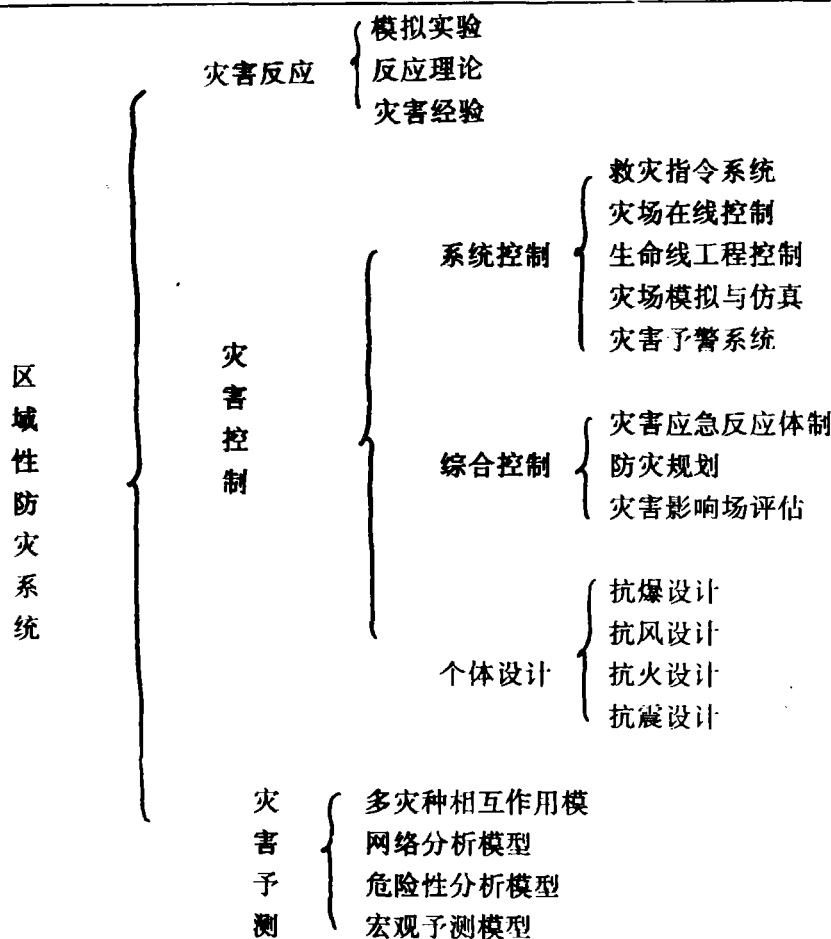 区域性防灾系统
灾害反应
模拟实验
反应理论
灾害经验
灾害控制
系统控制
救灾指令系统
灾场在线控制
生命线工程控制
灾场模拟与仿真
灾害予警系统
综合控制
灾害应急反应体制
防灾规划
灾害影响场评估
个体设计
抗爆设计
抗风设计
抗火设计
抗震设计
灾害予测
多灾种相互作用模
网络分析模型
危险性分析模型
宏观予测模型